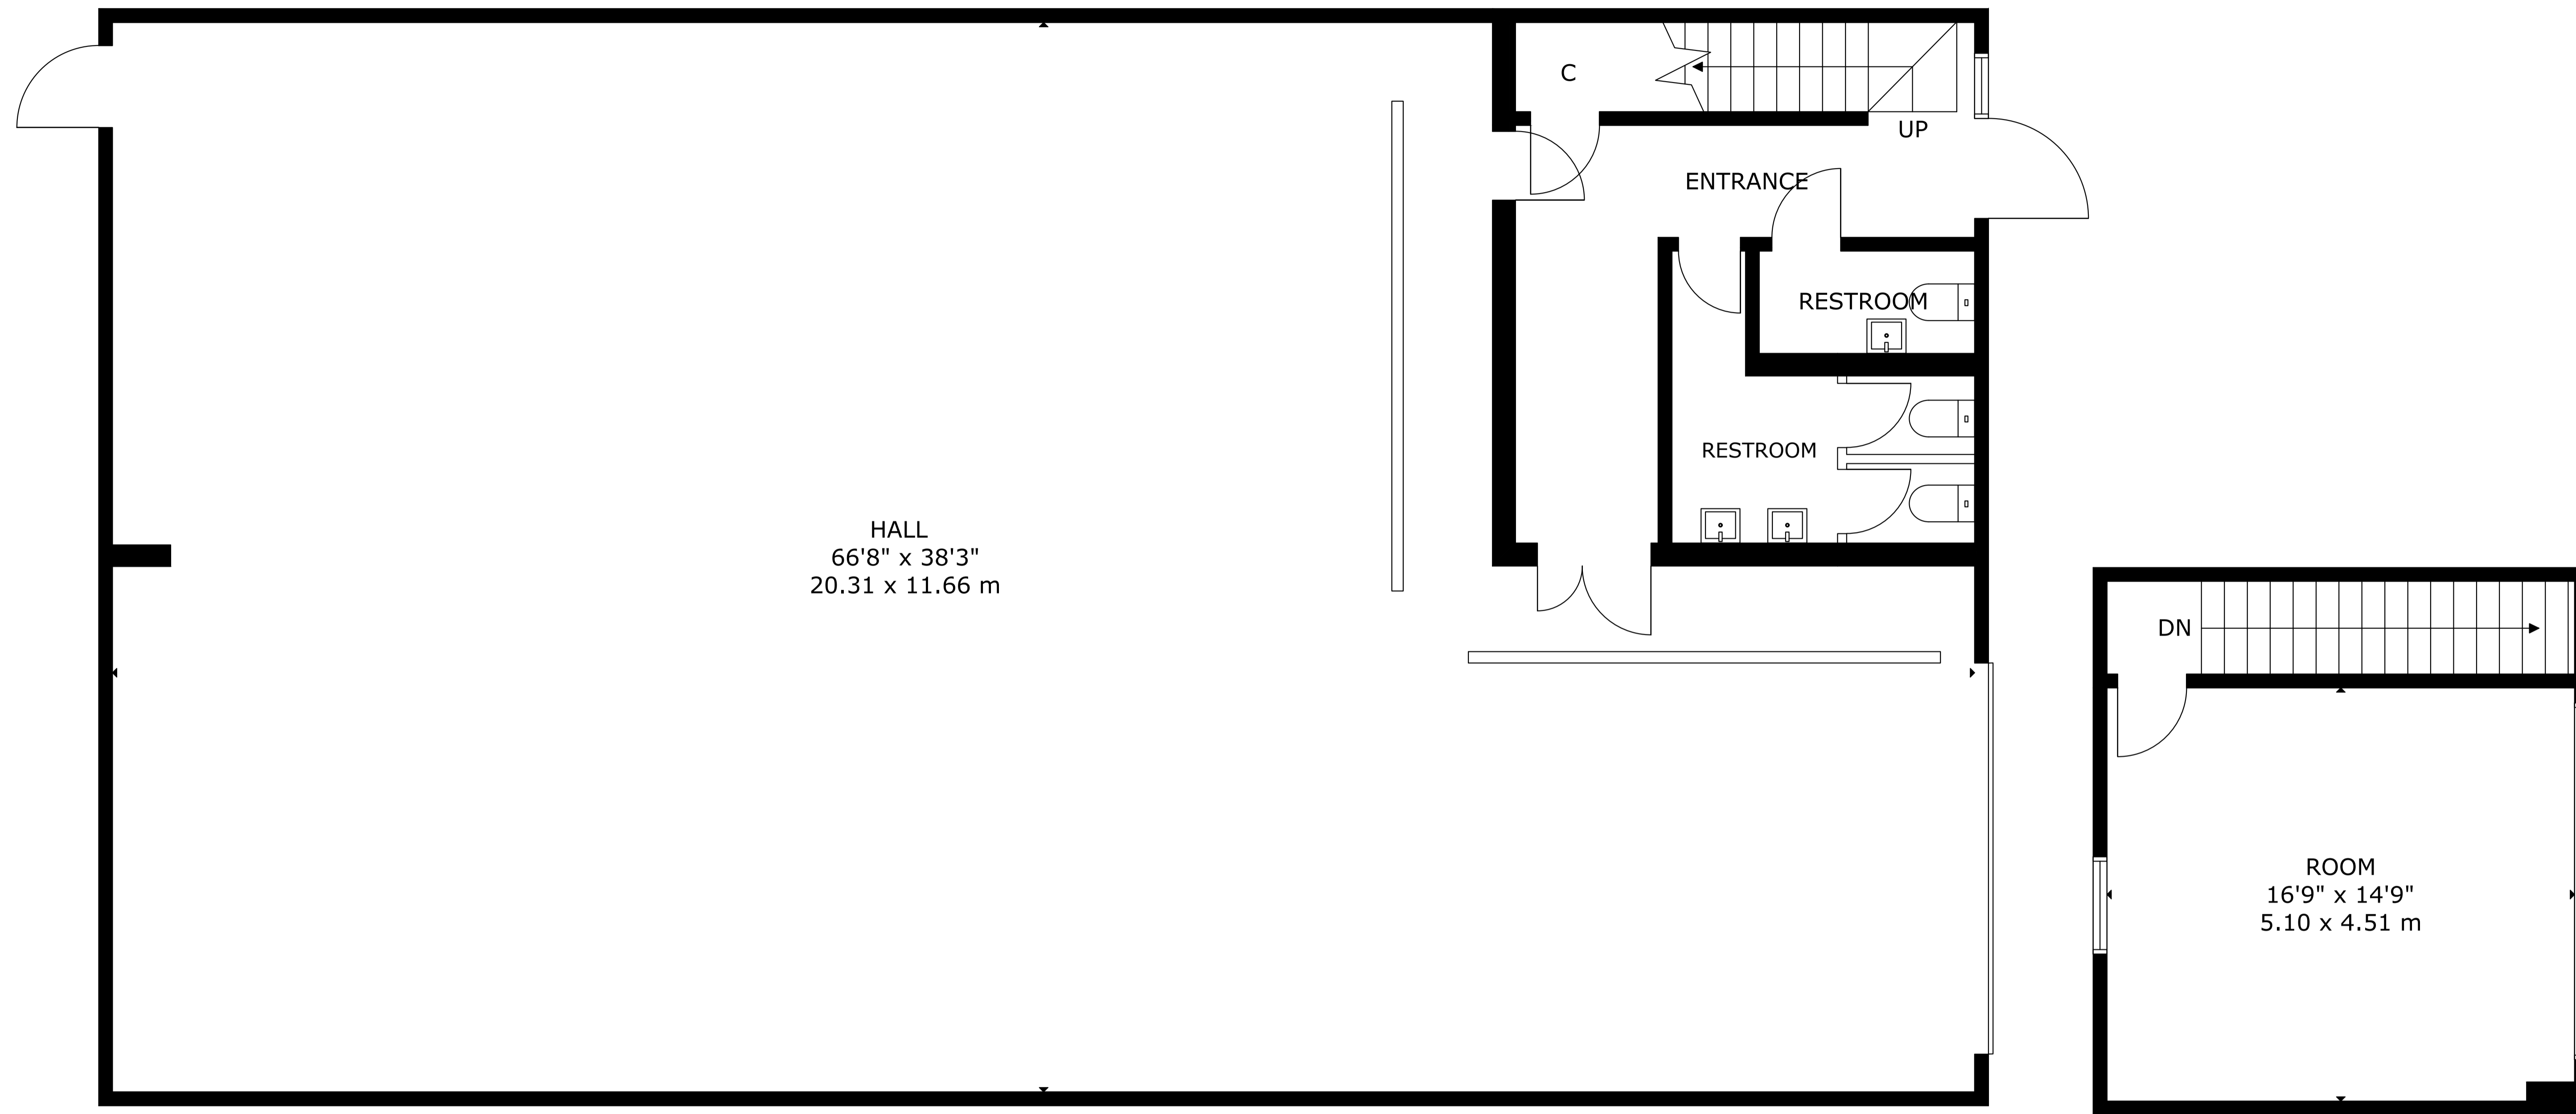 C
UP
ENTRANCE
RESTROOM
RESTROOM
HALL
66'8" x 38'3"
20.31 x 11.66 m
DN
ROOM
16'9" x 14'9"
5.10 x 4.51 m